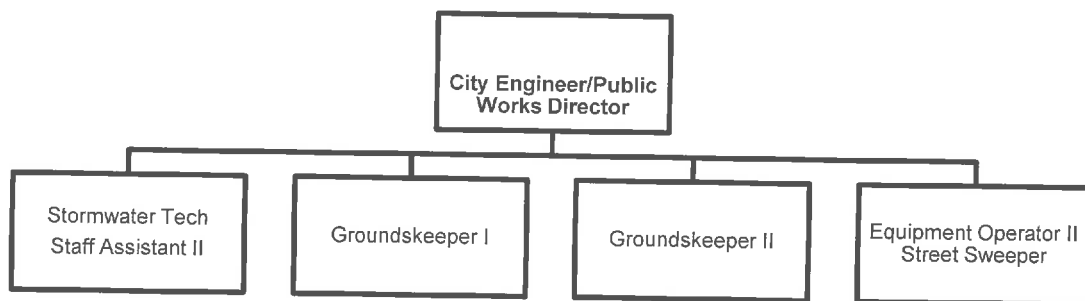 City Engineer/Public
Works Director
Stormwater Tech
Staff Assistant II
Groundskeeper I
Groundskeeper II
Equipment Operator II
Street Sweeper